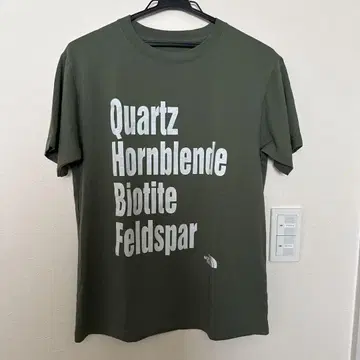 Quartz
Hornblende
Biotite
Feldspar